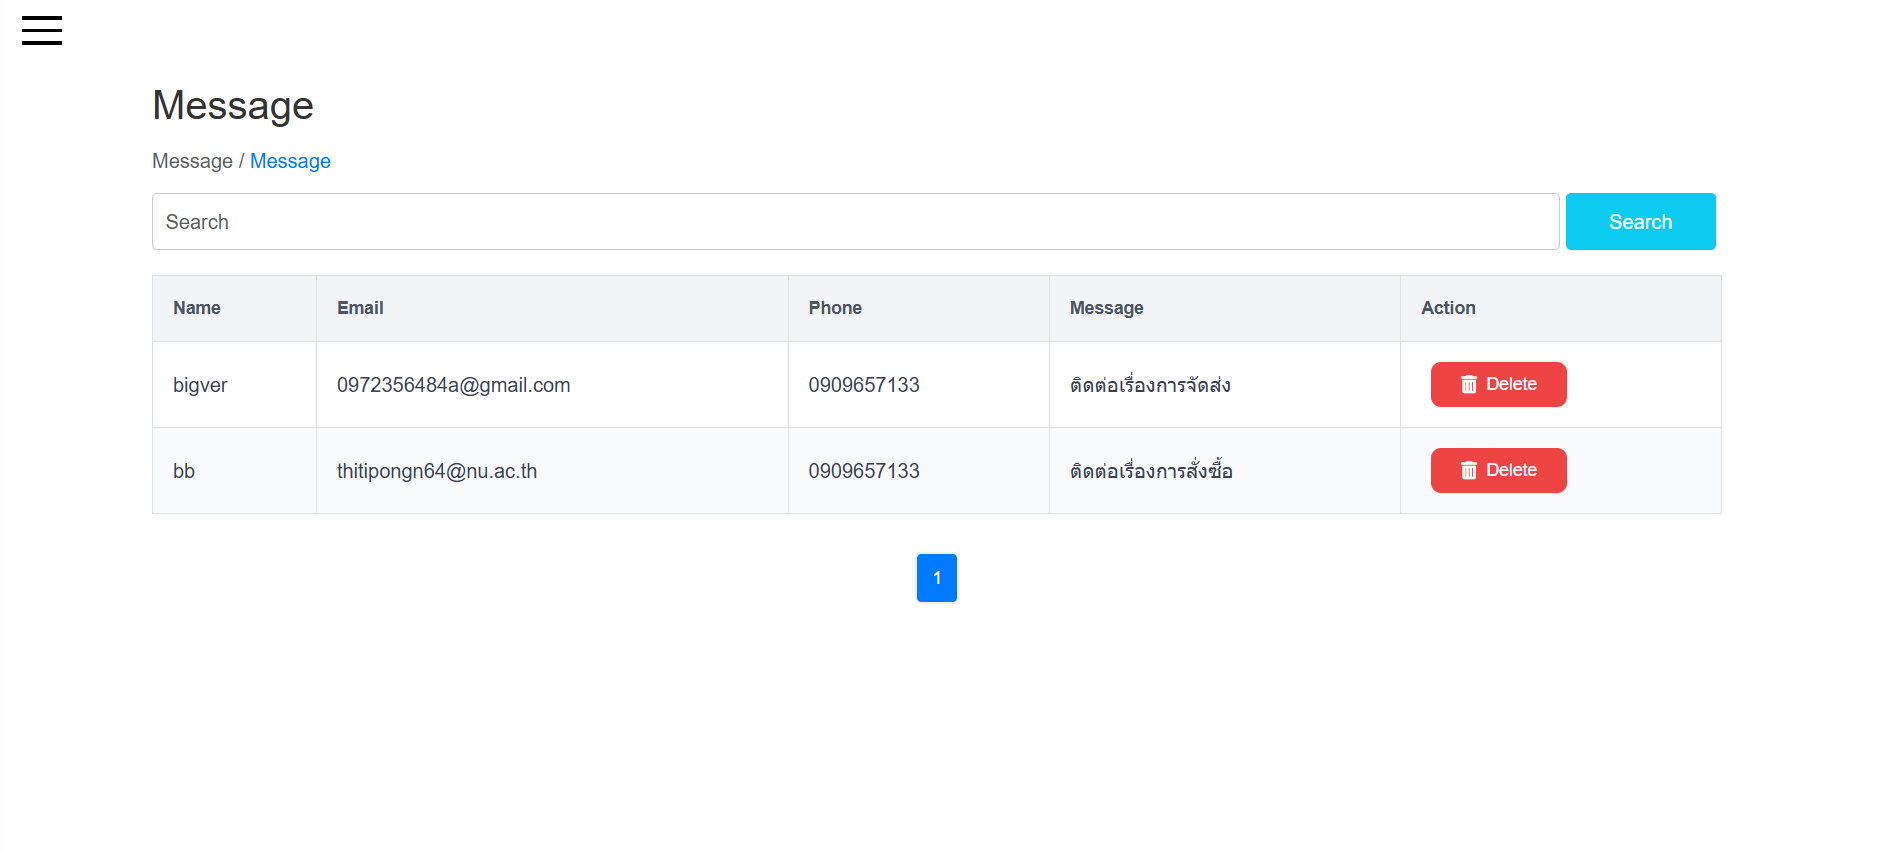 Message
Message / Message
Search Search
Name Email Phone Message Action
bigver 0972356484a@gmail.com 0909657133 ติดต่อเรื่องการจัดส่ง Delete
bb thitipongn64@nu.ac.th 0909657133 ติดต่อเรื่องการสั่งซื้อ Delete
1